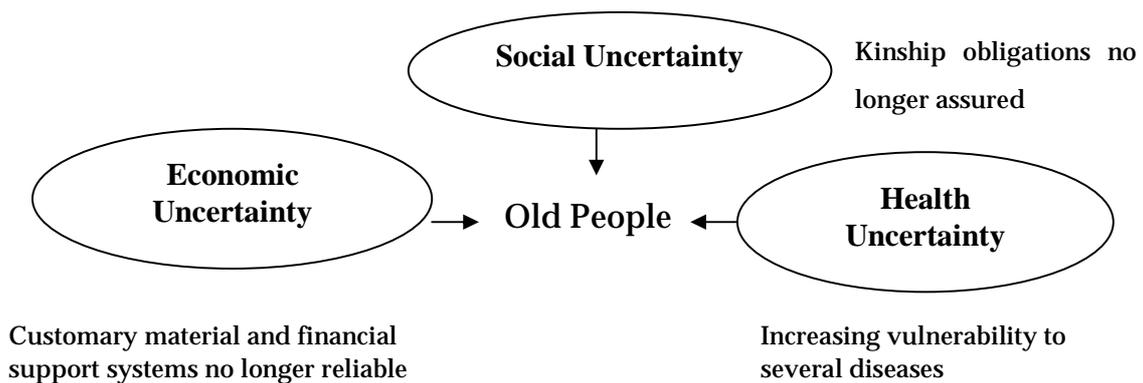 Social Uncertainty
Kinship obligations no
longer assured
Economic
Uncertainty
Old People
Health
Uncertainty
Customary material and financial
support systems no longer reliable
Increasing vulnerability to
several diseases